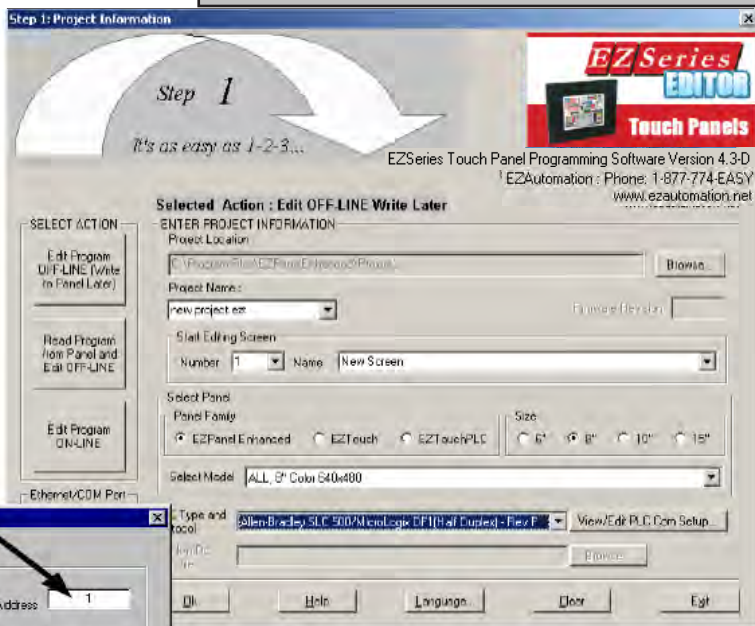 Step 1: Project Information
Step 1
It's as easy as 1-2-3...
EZSeries
EDITOR
Touch Panels
EZSeries Touch Panel Programming Software Version 4.3-D
EZAutomation : Phone: 1-877-774-EASY
www.ezautomation.net
Selected Action : Edit OFF-LINE Write Later
SELECT ACTION
Edit Program
OFF-LINE (Write
to Panel Later)
Read Program
from Panel and
Edit OFF-LINE
Edit Program
ON-LINE
Ethernet/COM Port
ENTER PROJECT INFORMATION
Project Location
Browse...
Project Name:
new project.ezt
Firmware Revision
Start Editing Screen
Number 1 Name New Screen
Select Panel
Panel Family
EZPanel Enhanced EZTouch EZTouchPLC
Size
6" 8" 10" 15"
Select Model ALL, 8" Color 640x480
Type and
Allen-Bradley SLC 500/MicroLogix DF1(Half Duplex) - Rev
View/Edit PLC Com Setup...
Browse...
Address 1
Ok Help Language... Clear Exit